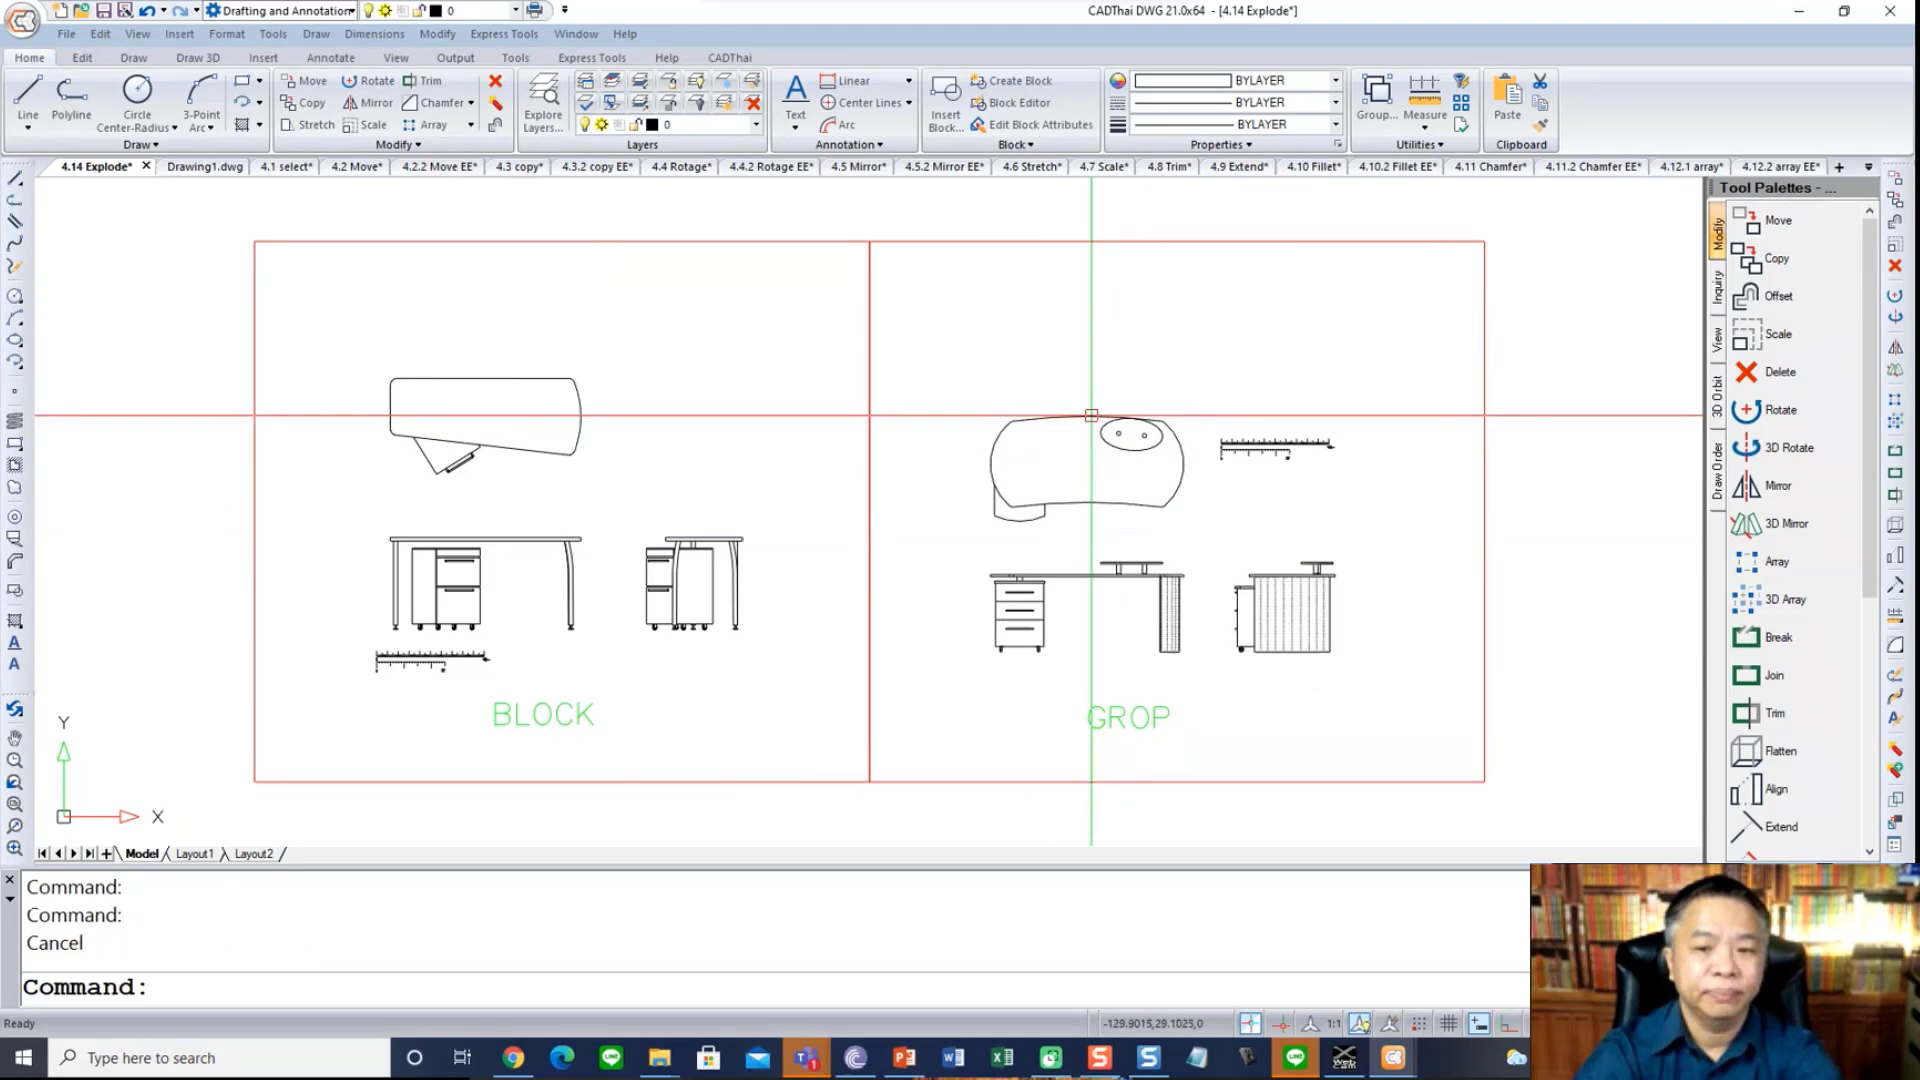 Drafting and Annotation
0
CADThai DWG 21.0x64 - [4.14 Explode*]
File Edit View Insert Format Tools Draw Dimensions Modify Express Tools Window Help
Home Edit Draw Draw 3D Insert Annotate View Output Tools Express Tools Help CADThai
Line
Polyline
Circle
Center-Radius
3-Point
Arc
Draw
Move Rotate Trim
Copy Mirror Chamfer
Stretch Scale Array
Modify
Explore
Layers...
0
Layers
Text
Linear
Center Lines
Arc
Annotation
Insert
Block...
Create Block
Block Editor
Edit Block Attributes
Block
BYLAYER
BYLAYER
BYLAYER
Properties
Group...
Measure
Utilities
Paste
Clipboard
4.14 Explode* Drawing1.dwg 4.1 select* 4.2 Move* 4.2.2 Move EE* 4.3 copy* 4.3.2 copy EE* 4.4 Rotage* 4.4.2 Rotage EE* 4.5 Mirror* 4.5.2 Mirror EE* 4.6 Stretch* 4.7 Scale* 4.8 Trim* 4.9 Extend* 4.10 Fillet* 4.10.2 Fillet EE* 4.11 Chamfer* 4.11.2 Chamfer EE* 4.12.1 array* 4.12.2 array EE*
Tool Palettes - ...
Modify
Inquiry
View
3D Orbit
Draw Order
Move
Copy
Offset
Scale
Delete
Rotate
3D Rotate
Mirror
3D Mirror
Array
3D Array
Break
Join
Trim
Flatten
Align
Extend
BLOCK
GROP
Y
X
Model Layout1 Layout2
Command:
Command:
Cancel
Command:
Ready
-129.9015,29.1025,0
1:1
Type here to search